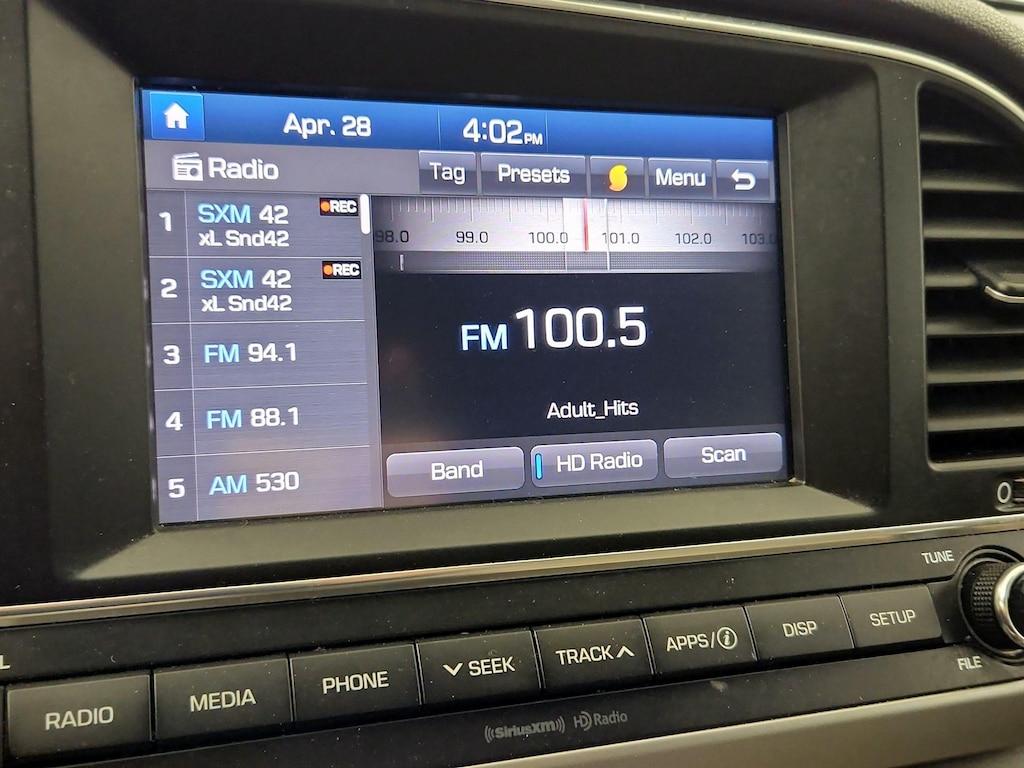 Apr. 28 4:02 PM
Radio Tag Presets Menu
1 SXM 42 REC
xL Snd42
2 SXM 42 REC
xL Snd42
3 FM 94.1
4 FM 88.1
5 AM 530
98.0 99.0 100.0 101.0 102.0 103.0
FM 100.5
Adult_Hits
Band HD Radio Scan
TUNE
FILE
L
RADIO MEDIA PHONE SEEK TRACK APPS/i DISP SETUP
((SiriusXM)) HD Radio
0